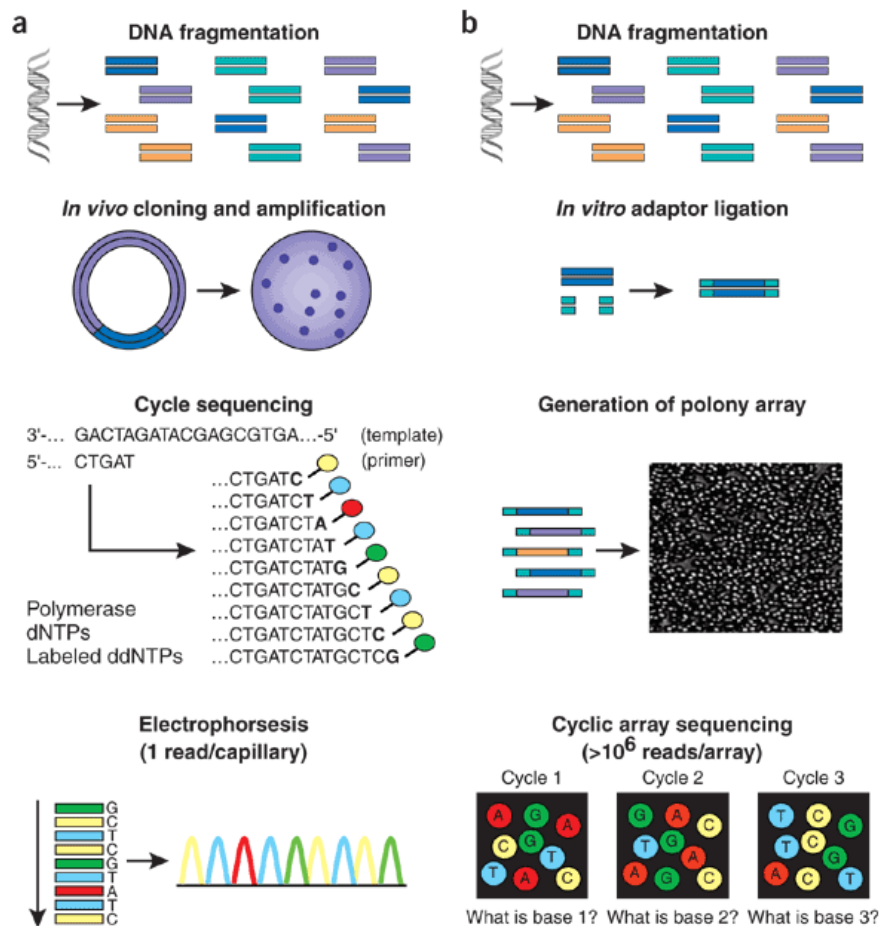 a
DNA fragmentation
In vivo cloning and amplification
Cycle sequencing
3'-... GACTAGATACGAGCGTGA...-5' (template)
5'-... CTGAT (primer)
...CTGATC
...CTGATCT
...CTGATCTA
...CTGATCTAT
...CTGATCTATG
...CTGATCTATGC
...CTGATCTATGCT
...CTGATCTATGCTC
...CTGATCTATGCTCG
Polymerase
dNTPs
Labeled ddNTPs
Electrophorsesis
(1 read/capillary)
G
C
T
C
G
T
A
T
C
b
DNA fragmentation
In vitro adaptor ligation
Generation of polony array
Cyclic array sequencing
(>10⁶ reads/array)
Cycle 1
A G A
C G T
T A C
What is base 1?
Cycle 2
G A C
T G A
A G C
What is base 2?
Cycle 3
T C G
T C G
A C T
What is base 3?